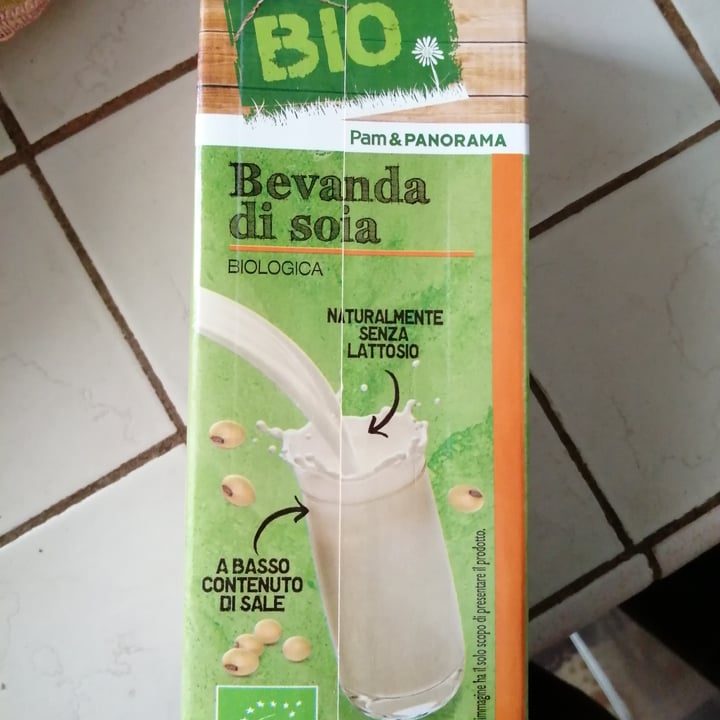 BIO
Pam&PANORAMA
Bevanda
di soia
BIOLOGICA
NATURALMENTE
SENZA
LATTOSIO
A BASSO
CONTENUTO
DI SALE
immagine ha il solo scopo di presentare il prodotto.